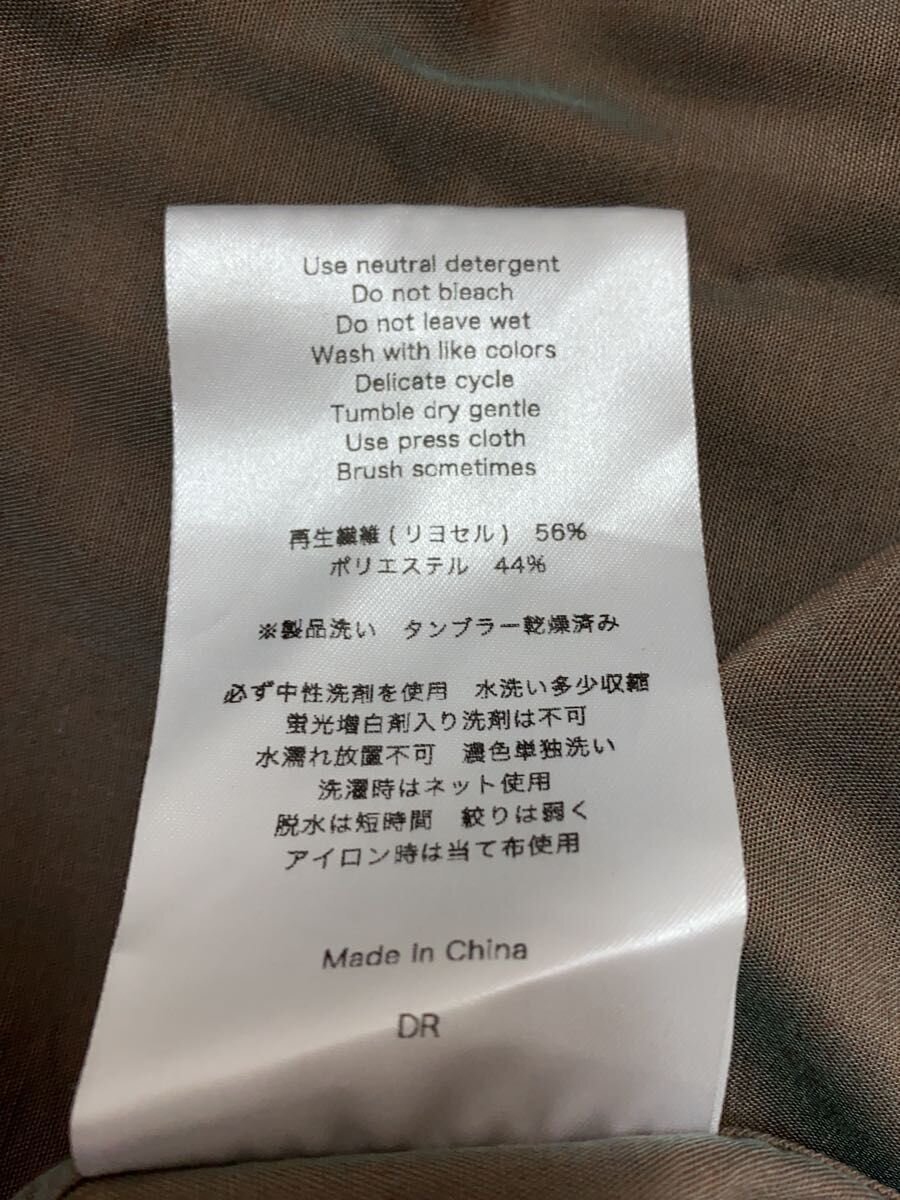 Use neutral detergent
Do not bleach
Do not leave wet
Wash with like colors
Delicate cycle
Tumble dry gentle
Use press cloth
Brush sometimes
再生繊維(リヨセル) 56%
ポリエステル 44%
※製品洗い タンブラー乾燥済み
必ず中性洗剤を使用 水洗い多少収縮
蛍光増白剤入り洗剤は不可
水濡れ放置不可 濃色単独洗い
洗濯時はネット使用
脱水は短時間 絞りは弱く
アイロン時は当て布使用
Made in China
DR